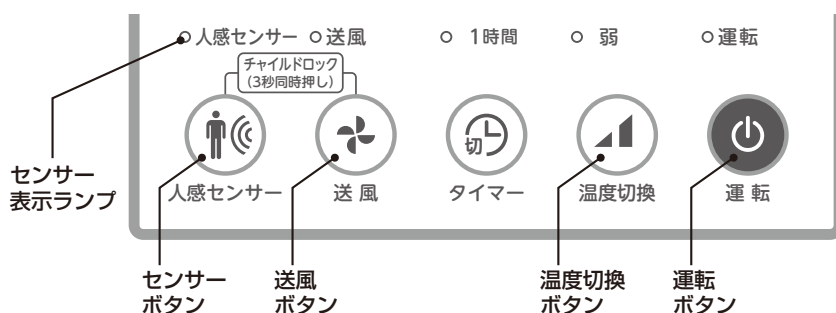 人感センサー 送風 1時間 弱 運転
チャイルドロック
(3秒同時押し)
切
人感センサー 送 風 タイマー 温度切換 運 転
センサー
表示ランプ
センサー
ボタン
送風
ボタン
温度切換
ボタン
運転
ボタン